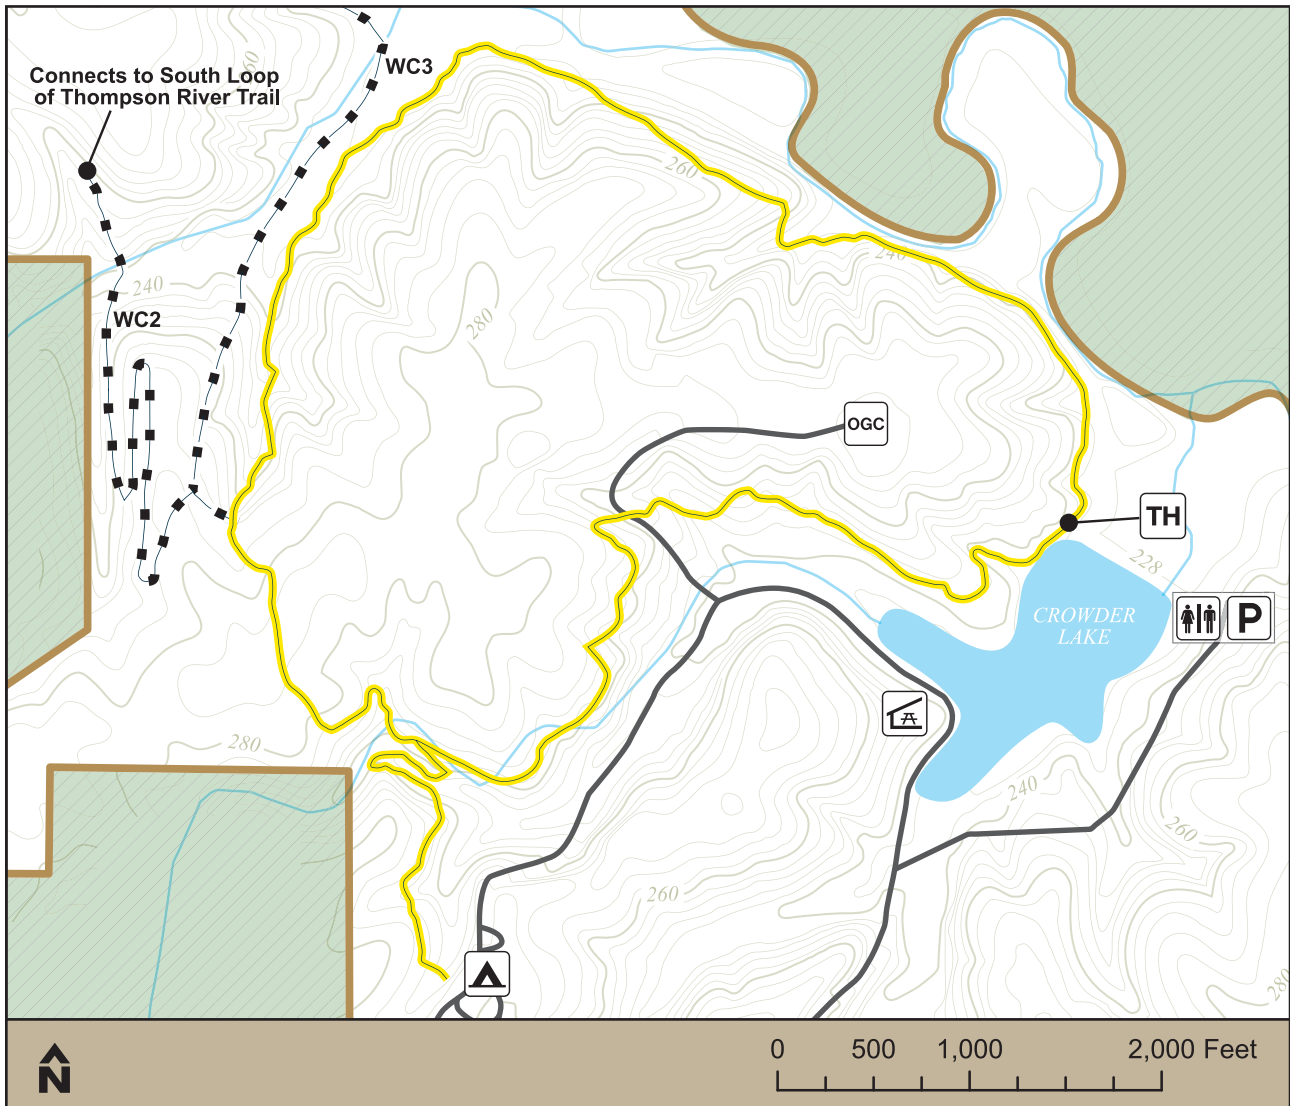 260
WC3
Connects to South Loop
of Thompson River Trail
260
240
240
WC2
280
OGC
TH
228
CROWDER
LAKE
P
280
240
260
260
280
N
0 500 1,000 2,000 Feet